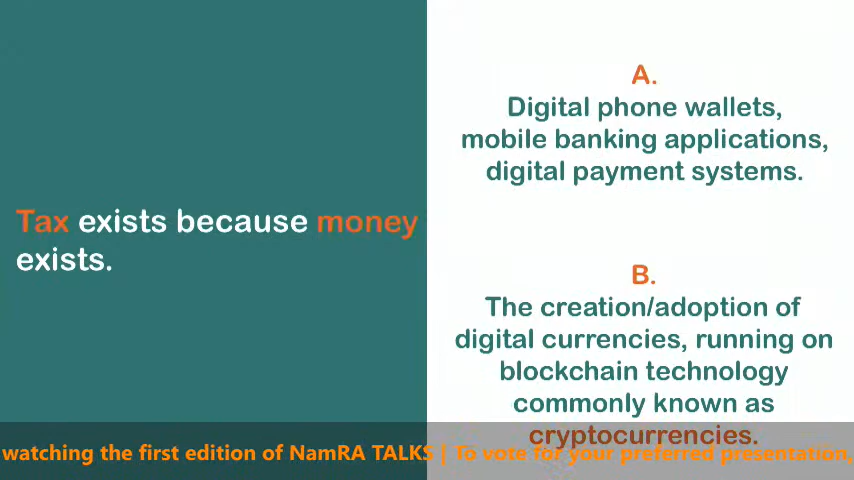 Tax exists because money
exists.
A.
Digital phone wallets,
mobile banking applications,
digital payment systems.
B.
The creation/adoption of
digital currencies, running on
blockchain technology
commonly known as
cryptocurrencies.
watching the first edition of NamRA TALKS | To vote for your preferred presentation,